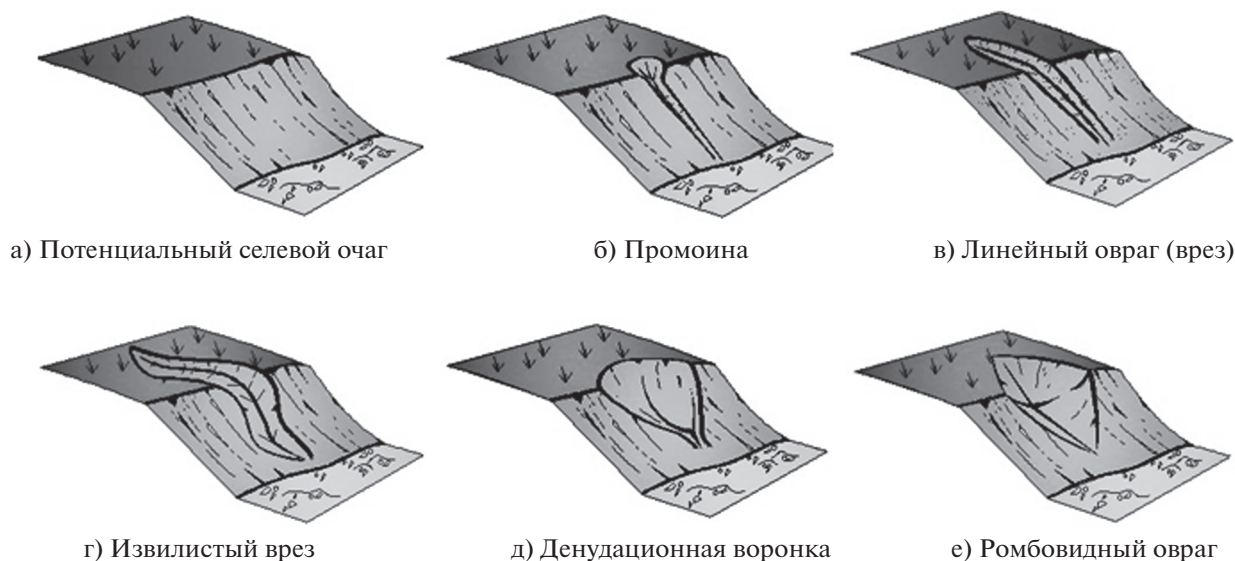 а) Потенциальный селевой очаг
б) Промоина
в) Линейный овраг (врез)
г) Извилистый врез
д) Денудационная воронка
е) Ромбовидный овраг